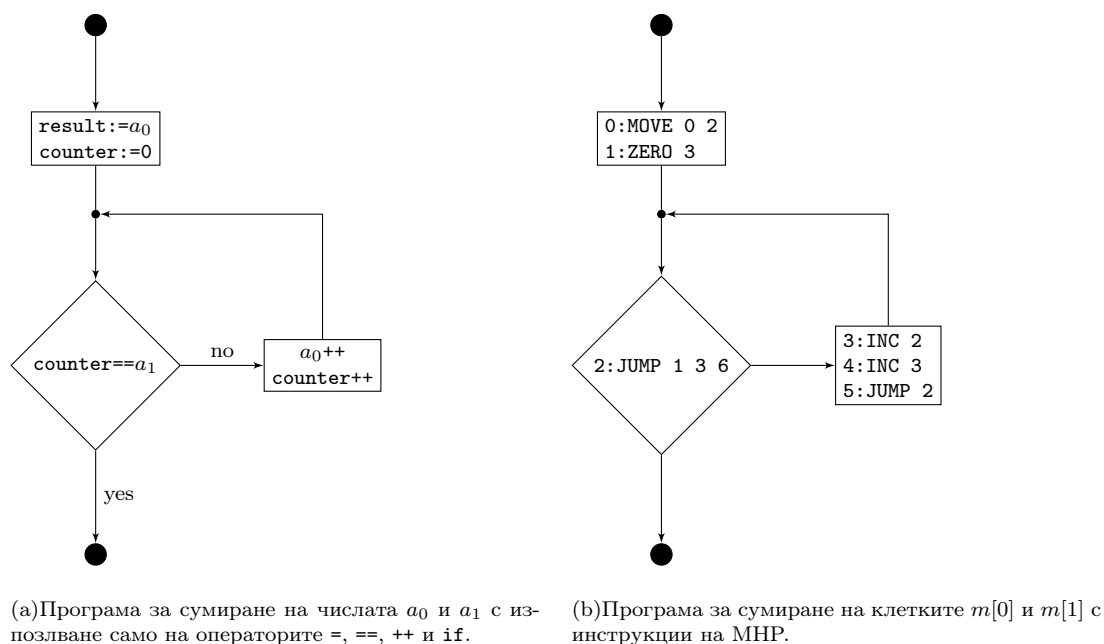 result:=a₀
counter:=0
counter==a₁
no
a₀++
counter++
yes
(a)Програма за сумиране на числата a₀ и a₁ с из-
позлване само на операторите =, ==, ++ и if.
0:MOVE 0 2
1:ZERO 3
2:JUMP 1 3 6
3:INC 2
4:INC 3
5:JUMP 2
(b)Програма за сумиране на клетките m[0] и m[1] с
инструкции на МНР.